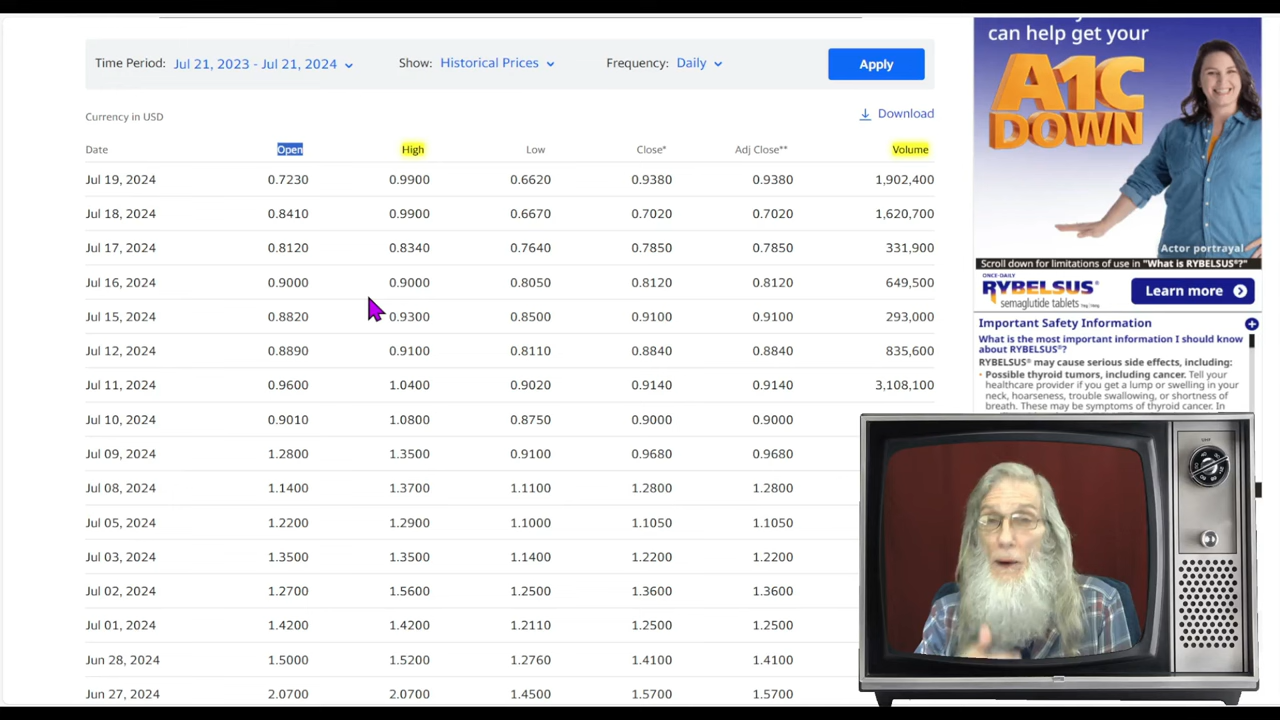 can help get your
A1C
DOWN
Actor portrayal
Scroll down for limitations of use in "What is RYBELSUS®?"
ONCE-DAILY
RYBELSUS®
semaglutide tablets
Learn more
Important Safety Information
What is the most important information I should know
about RYBELSUS®?
RYBELSUS® may cause serious side effects, including:
• Possible thyroid tumors, including cancer. Tell your
healthcare provider if you get a lump or swelling in your
neck, hoarseness, trouble swallowing, or shortness of
breath. These may be symptoms of thyroid cancer. In
Time Period: Jul 21, 2023 - Jul 21, 2024 Show: Historical Prices Frequency: Daily Apply
Currency in USD Download
Date Open High Low Close* Adj Close** Volume
Jul 19, 2024 0.7230 0.9900 0.6620 0.9380 0.9380 1,902,400
Jul 18, 2024 0.8410 0.9900 0.6670 0.7020 0.7020 1,620,700
Jul 17, 2024 0.8120 0.8340 0.7640 0.7850 0.7850 331,900
Jul 16, 2024 0.9000 0.9000 0.8050 0.8120 0.8120 649,500
Jul 15, 2024 0.8820 0.9300 0.8500 0.9100 0.9100 293,000
Jul 12, 2024 0.8890 0.9100 0.8110 0.8840 0.8840 835,600
Jul 11, 2024 0.9600 1.0400 0.9020 0.9140 0.9140 3,108,100
Jul 10, 2024 0.9010 1.0800 0.8750 0.9000 0.9000
Jul 09, 2024 1.2800 1.3500 0.9100 0.9680 0.9680
Jul 08, 2024 1.1400 1.3700 1.1100 1.2800 1.2800
Jul 05, 2024 1.2200 1.2900 1.1000 1.1050 1.1050
Jul 03, 2024 1.3500 1.3500 1.1400 1.2200 1.2200
Jul 02, 2024 1.2700 1.5600 1.2500 1.3600 1.3600
Jul 01, 2024 1.4200 1.4200 1.2110 1.2500 1.2500
Jun 28, 2024 1.5000 1.5200 1.2760 1.4100 1.4100
Jun 27, 2024 2.0700 2.0700 1.4500 1.5700 1.5700